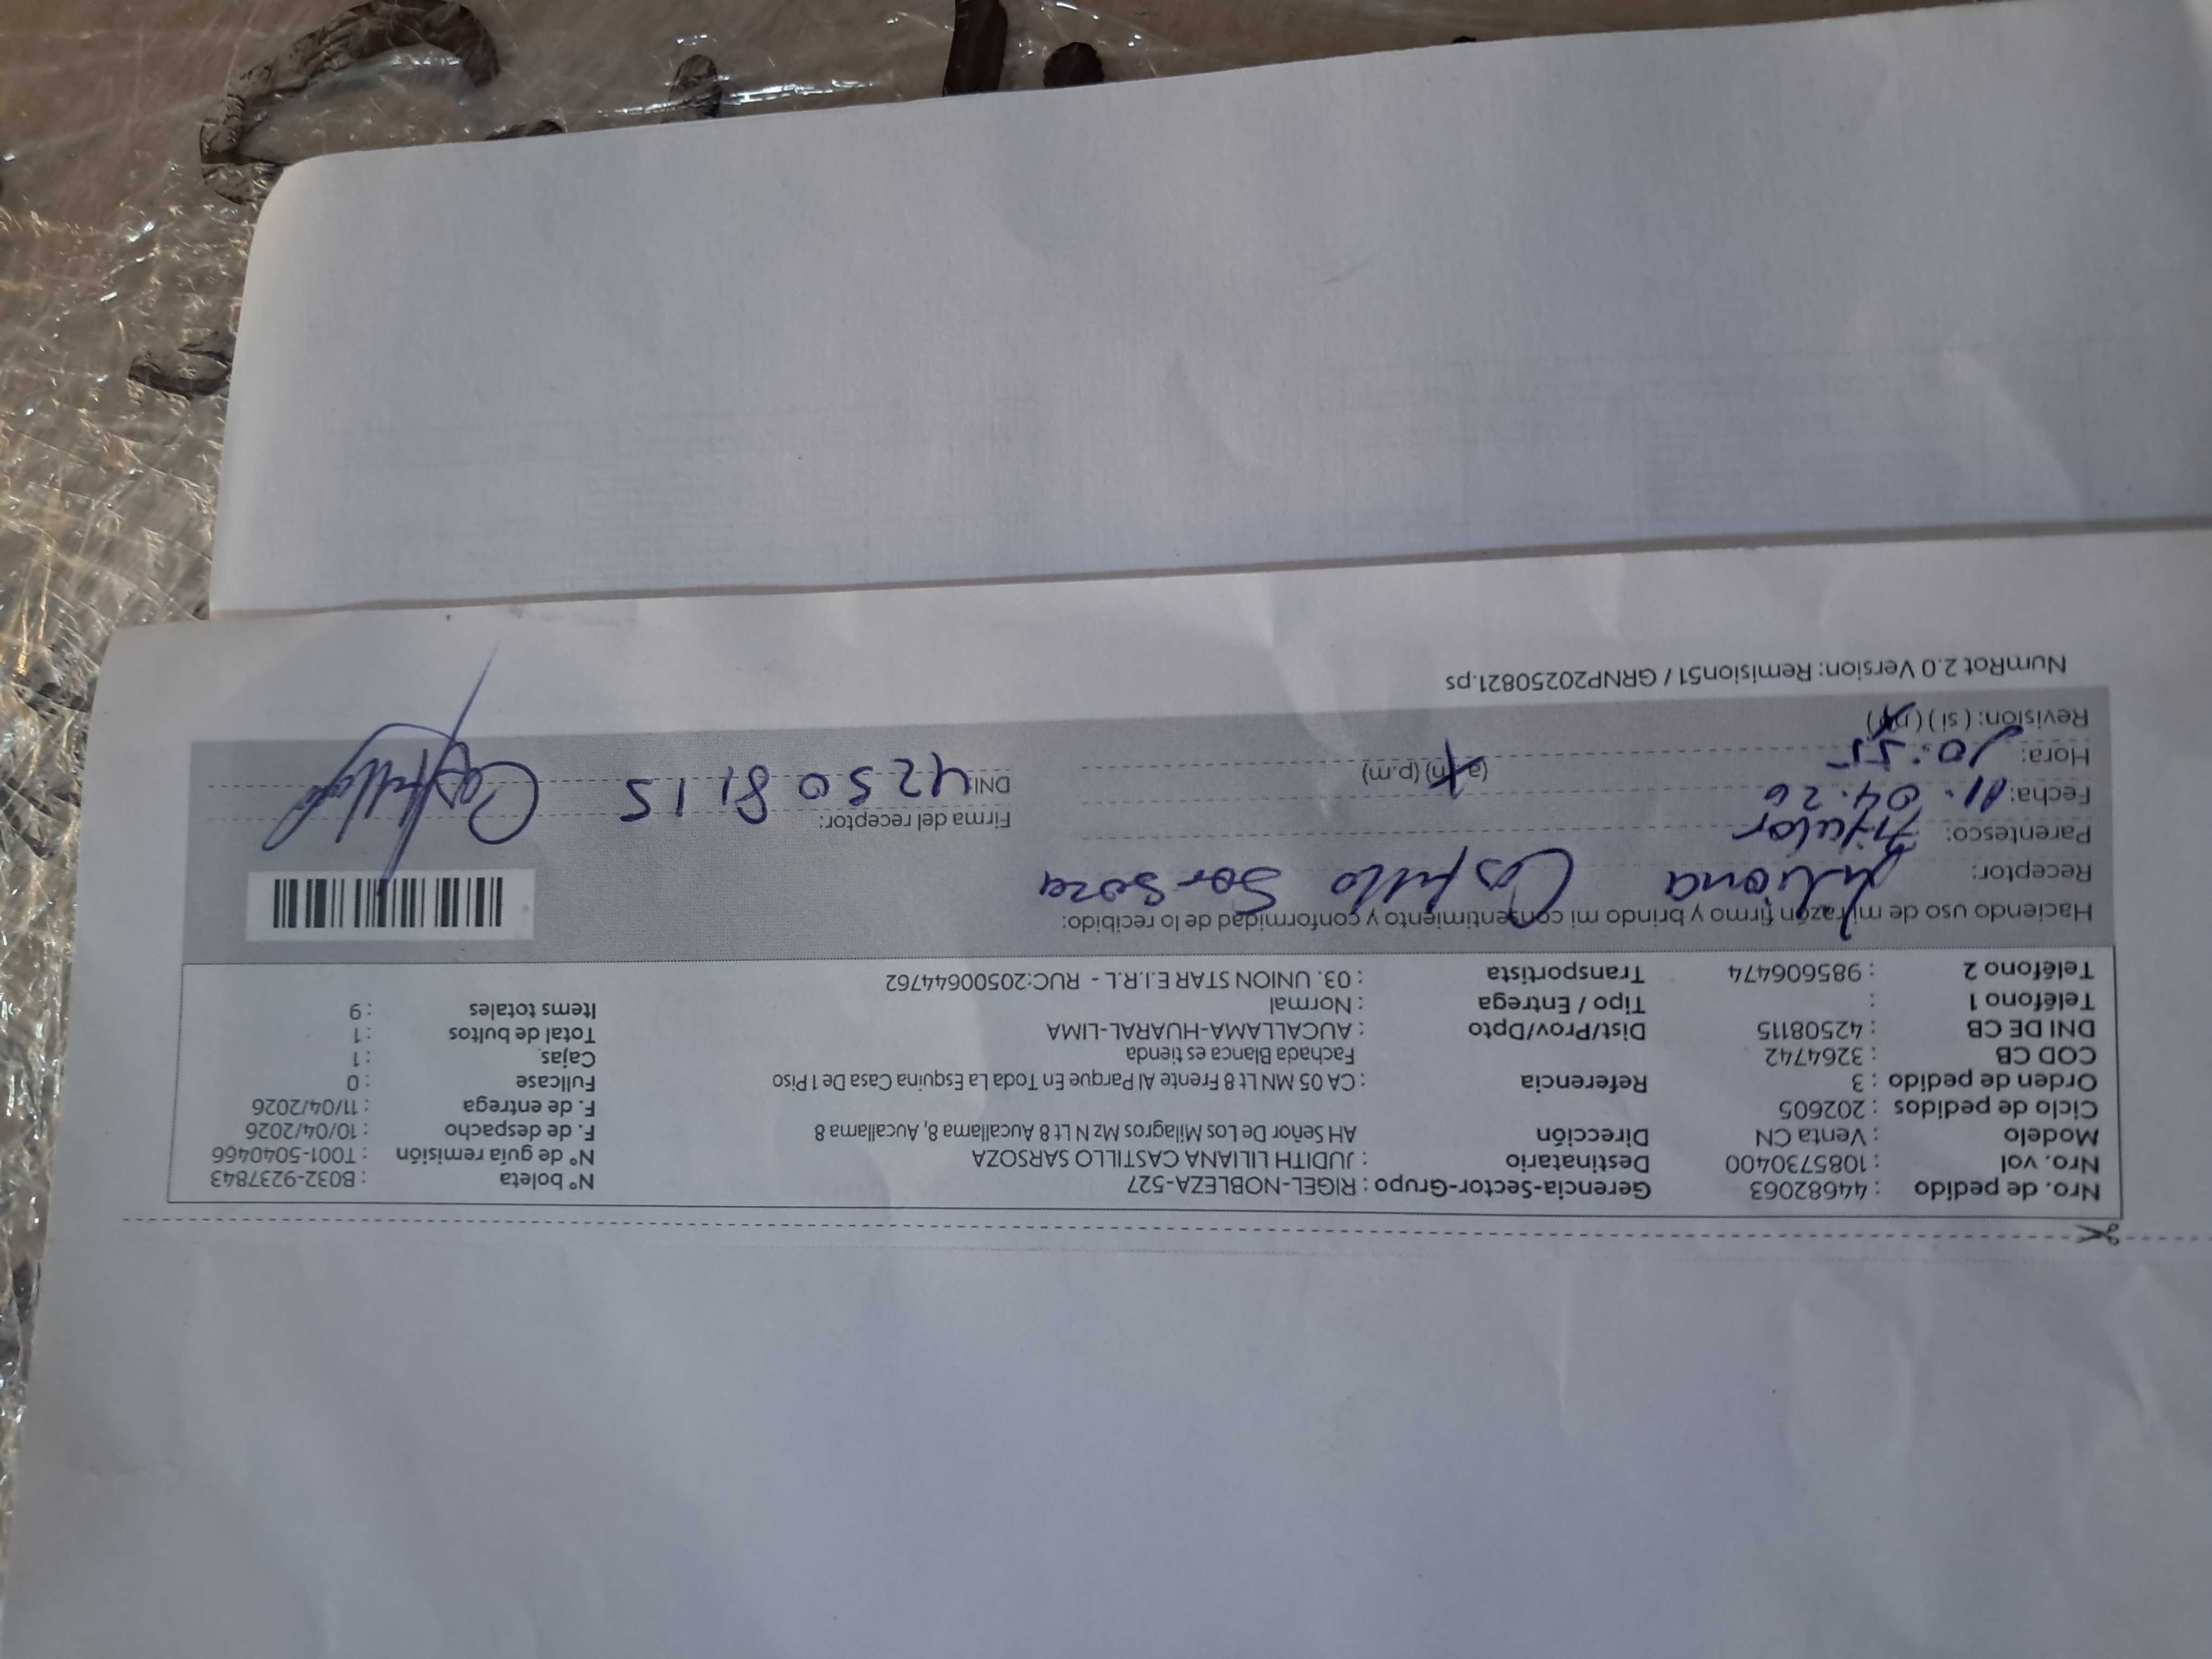 Nro. de pedido : 44682063 Gerencia-Sector-Grupo : RIGEL-NOBLEZA-527 N° boleta : B032-9237843
Nro. vol : 1085730400 Destinatario : JUDITH LILIANA CASTILLO SARSOZA N° de guía remisión : T001-5040466
Modelo : Venta CN Dirección AH Señor De Los Milagros Mz N Lt 8 Aucallama 8, Aucallama 8 F. de despacho : 10/04/2026
Ciclo de pedidos : 202605 F. de entrega : 11/04/2026
Orden de pedido : 3 Referencia : CA 05 MN Lt 8 Frente Al Parque En Toda La Esquina Casa De 1 Piso Fullcase : 0
COD CB : 3264742 Fachada Blanca es tienda Cajas : 1
DNI DE CB : 42508115 Dist/Prov/Dpto : AUCALLAMA-HUARAL-LIMA Total de bultos : 1
Teléfono 1 : Tipo / Entrega : Normal Items totales : 9
Teléfono 2 : 985606474 Transportista : 03. UNION STAR E.I.R.L - RUC:20500644762
Haciendo uso de mi razón firmo y brindo mi consentimiento y conformidad de lo recibido:
Receptor: Liliana Castillo Sarsoza
Parentesco: Titular Firma del receptor: Castillo
Fecha: 11.04.26 DNI 42508115
Hora: 10:55 (a.m) (p.m)
Revisión: ( si ) ( no )
NumRot 2.0 Version: Remision51 / GRNP20250821.ps